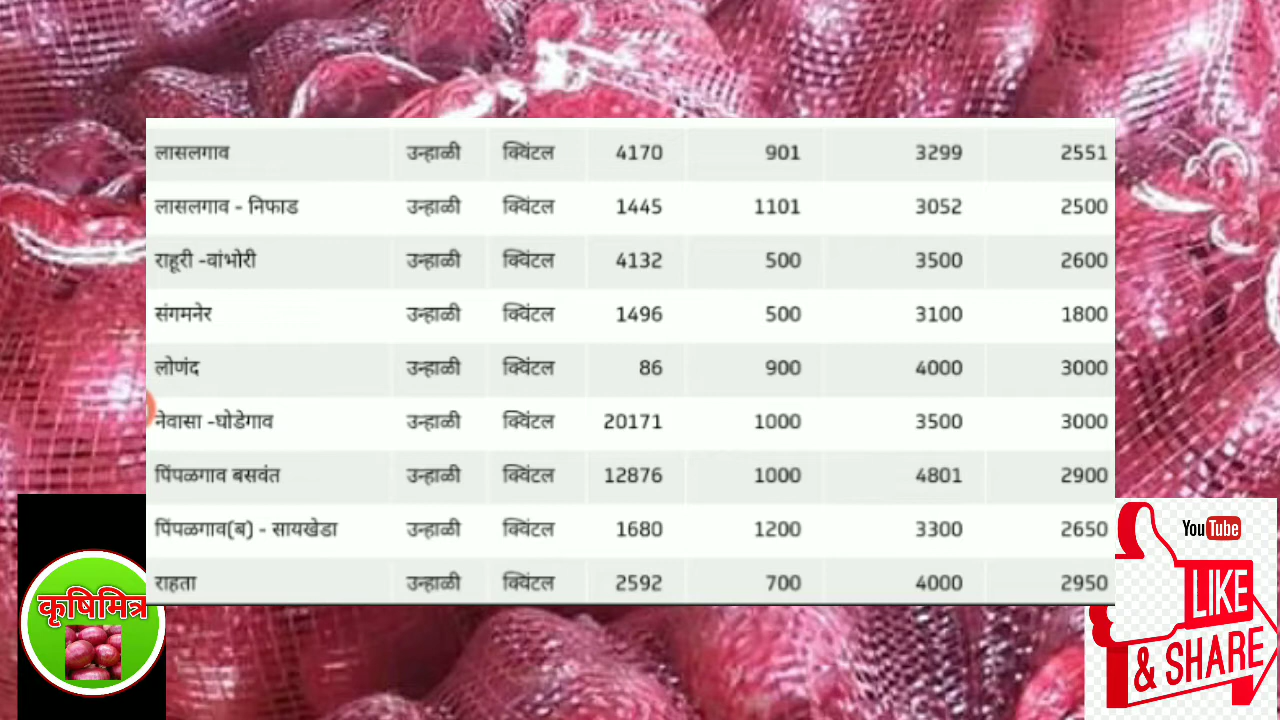 लासलगाव उन्हाळी क्विंटल 4170 901 3299 2551
लासलगाव - निफाड उन्हाळी क्विंटल 1445 1101 3052 2500
राहूरी -वांभोरी उन्हाळी क्विंटल 4132 500 3500 2600
संगमनेर उन्हाळी क्विंटल 1496 500 3100 1800
लोणंद उन्हाळी क्विंटल 86 900 4000 3000
नेवासा -घोडेगाव उन्हाळी क्विंटल 20171 1000 3500 3000
पिंपळगाव बसवंत उन्हाळी क्विंटल 12876 1000 4801 2900
पिंपळगाव(ब) - सायखेडा उन्हाळी क्विंटल 1680 1200 3300 2650
राहता उन्हाळी क्विंटल 2592 700 4000 2950
कृषिमित्र
YouTube
LIKE
& SHARE